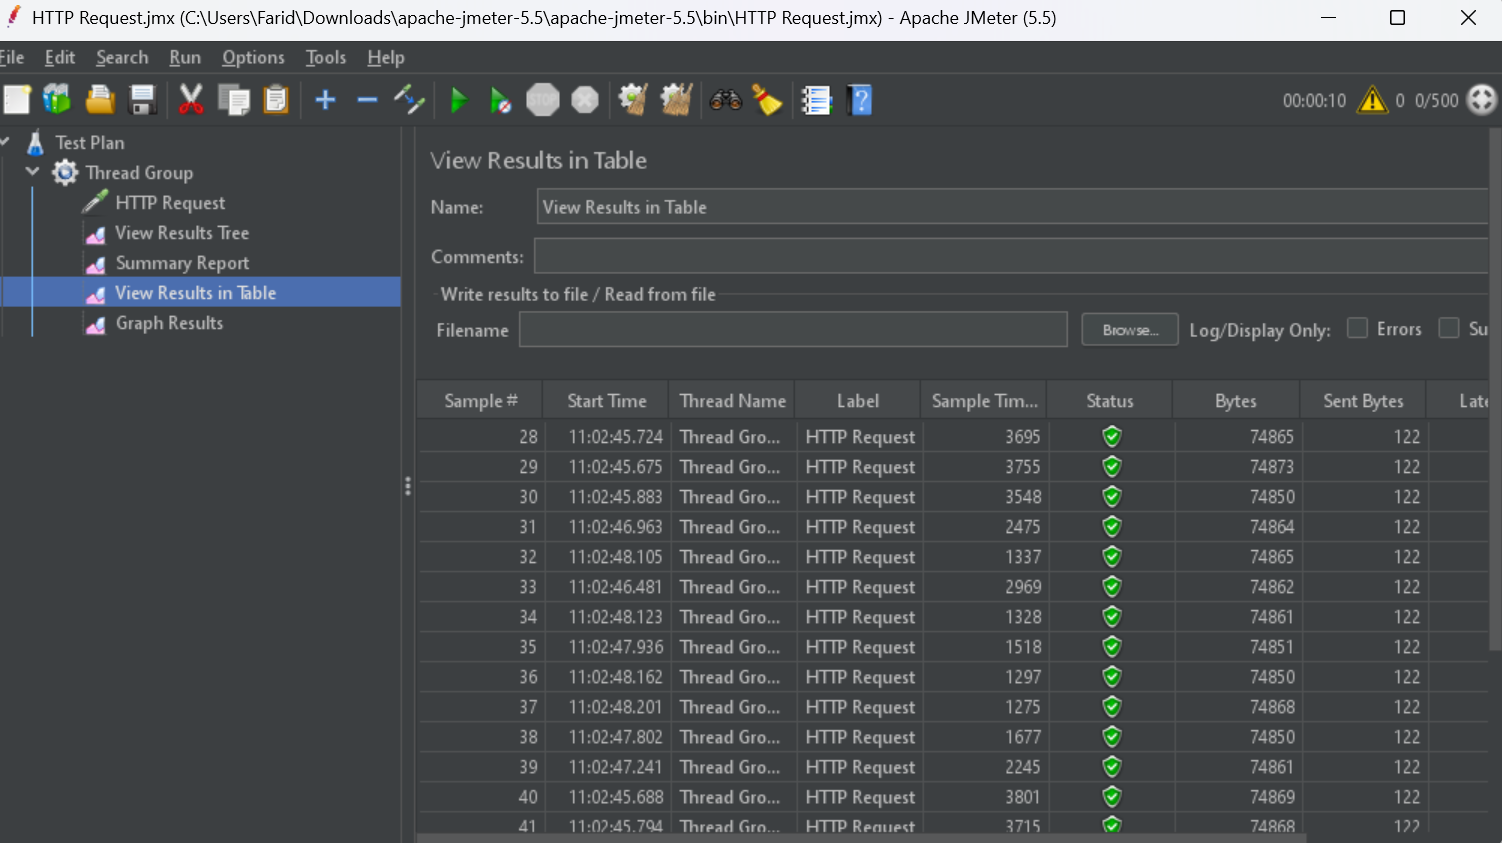 HTTP Request.jmx (C:\Users\Farid\Downloads\apache-jmeter-5.5\apache-jmeter-5.5\bin\HTTP Request.jmx) - Apache JMeter (5.5)
File Edit Search Run Options Tools Help
STOP 00:00:10 0 0/500
Test Plan
Thread Group
HTTP Request
View Results Tree
Summary Report
View Results in Table
Graph Results
View Results in Table
Name: View Results in Table
Comments:
Write results to file / Read from file
Filename Browse... Log/Display Only: Errors Su
Sample # Start Time Thread Name Label Sample Tim... Status Bytes Sent Bytes Late
28 11:02:45.724 Thread Gro... HTTP Request 3695 74865 122
29 11:02:45.675 Thread Gro... HTTP Request 3755 74873 122
30 11:02:45.883 Thread Gro... HTTP Request 3548 74850 122
31 11:02:46.963 Thread Gro... HTTP Request 2475 74864 122
32 11:02:48.105 Thread Gro... HTTP Request 1337 74865 122
33 11:02:46.481 Thread Gro... HTTP Request 2969 74862 122
34 11:02:48.123 Thread Gro... HTTP Request 1328 74861 122
35 11:02:47.936 Thread Gro... HTTP Request 1518 74851 122
36 11:02:48.162 Thread Gro... HTTP Request 1297 74850 122
37 11:02:48.201 Thread Gro... HTTP Request 1275 74868 122
38 11:02:47.802 Thread Gro... HTTP Request 1677 74850 122
39 11:02:47.241 Thread Gro... HTTP Request 2245 74861 122
40 11:02:45.688 Thread Gro... HTTP Request 3801 74869 122
41 11:02:45.794 Thread Gro... HTTP Request 3715 74868 122